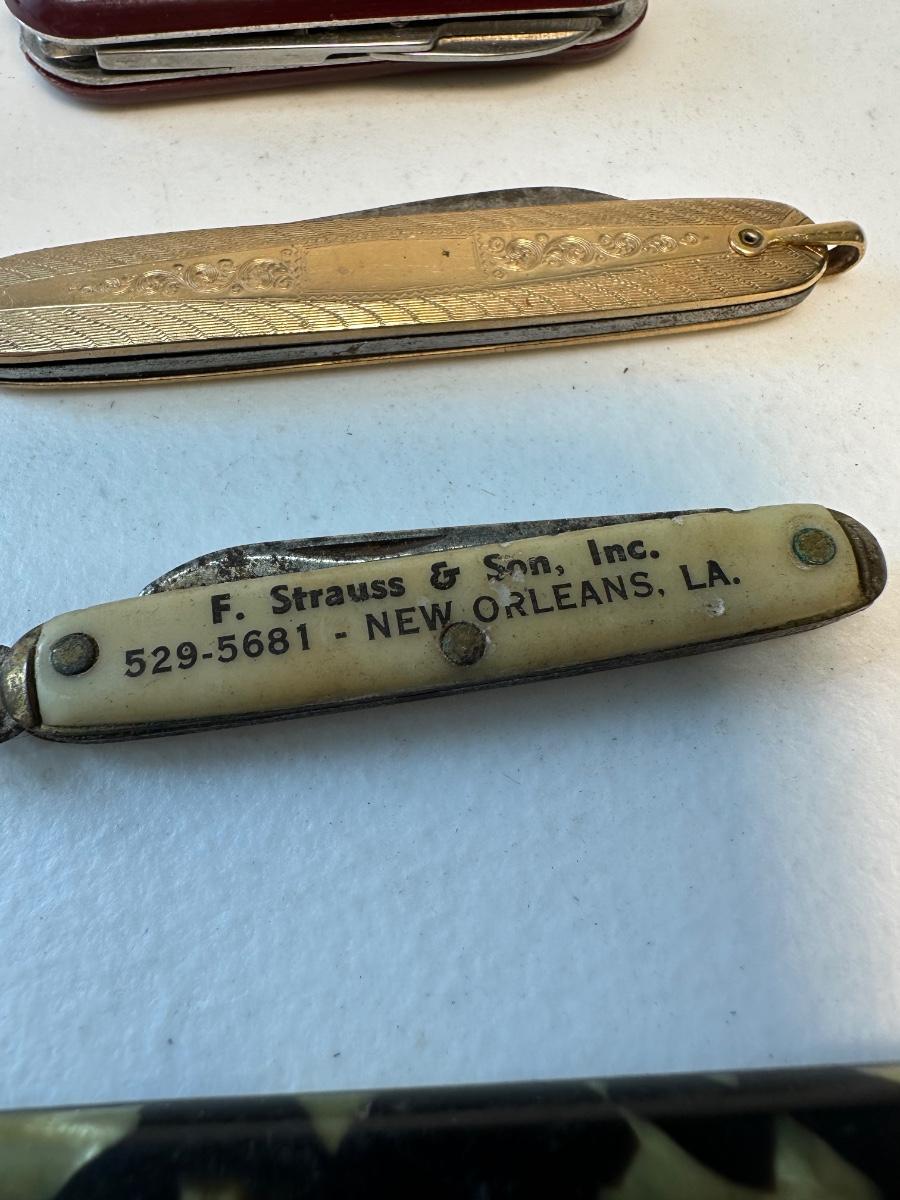 F. Strauss & Son, Inc.
529-5681 - NEW ORLEANS, LA.